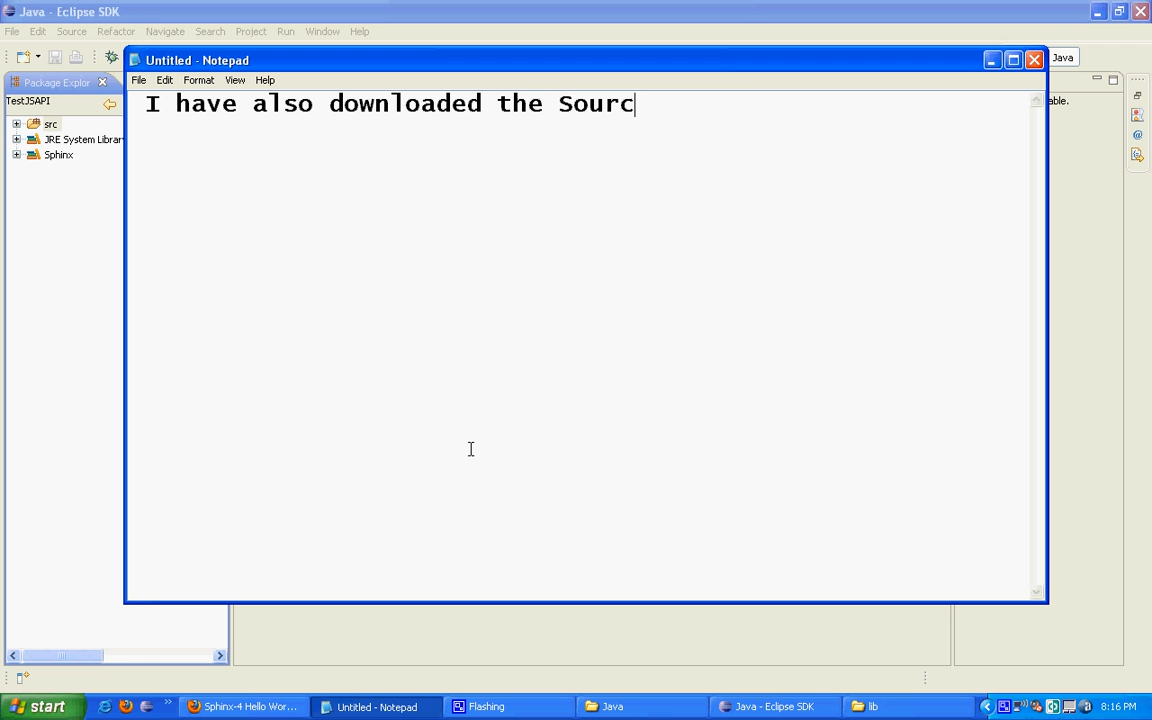 Java - Eclipse SDK
File Edit Source Refactor Navigate Search Project Run Window Help
Untitled - Notepad
Java
File Edit Format View Help
Package Explor
TestJSAPI
able.
I have also downloaded the Sourc
src
JRE System Librar
Sphinx
start
Sphinx-4 Hello Wor...
Untitled - Notepad
Flashing
Java
Java - Eclipse SDK
lib
8:16 PM